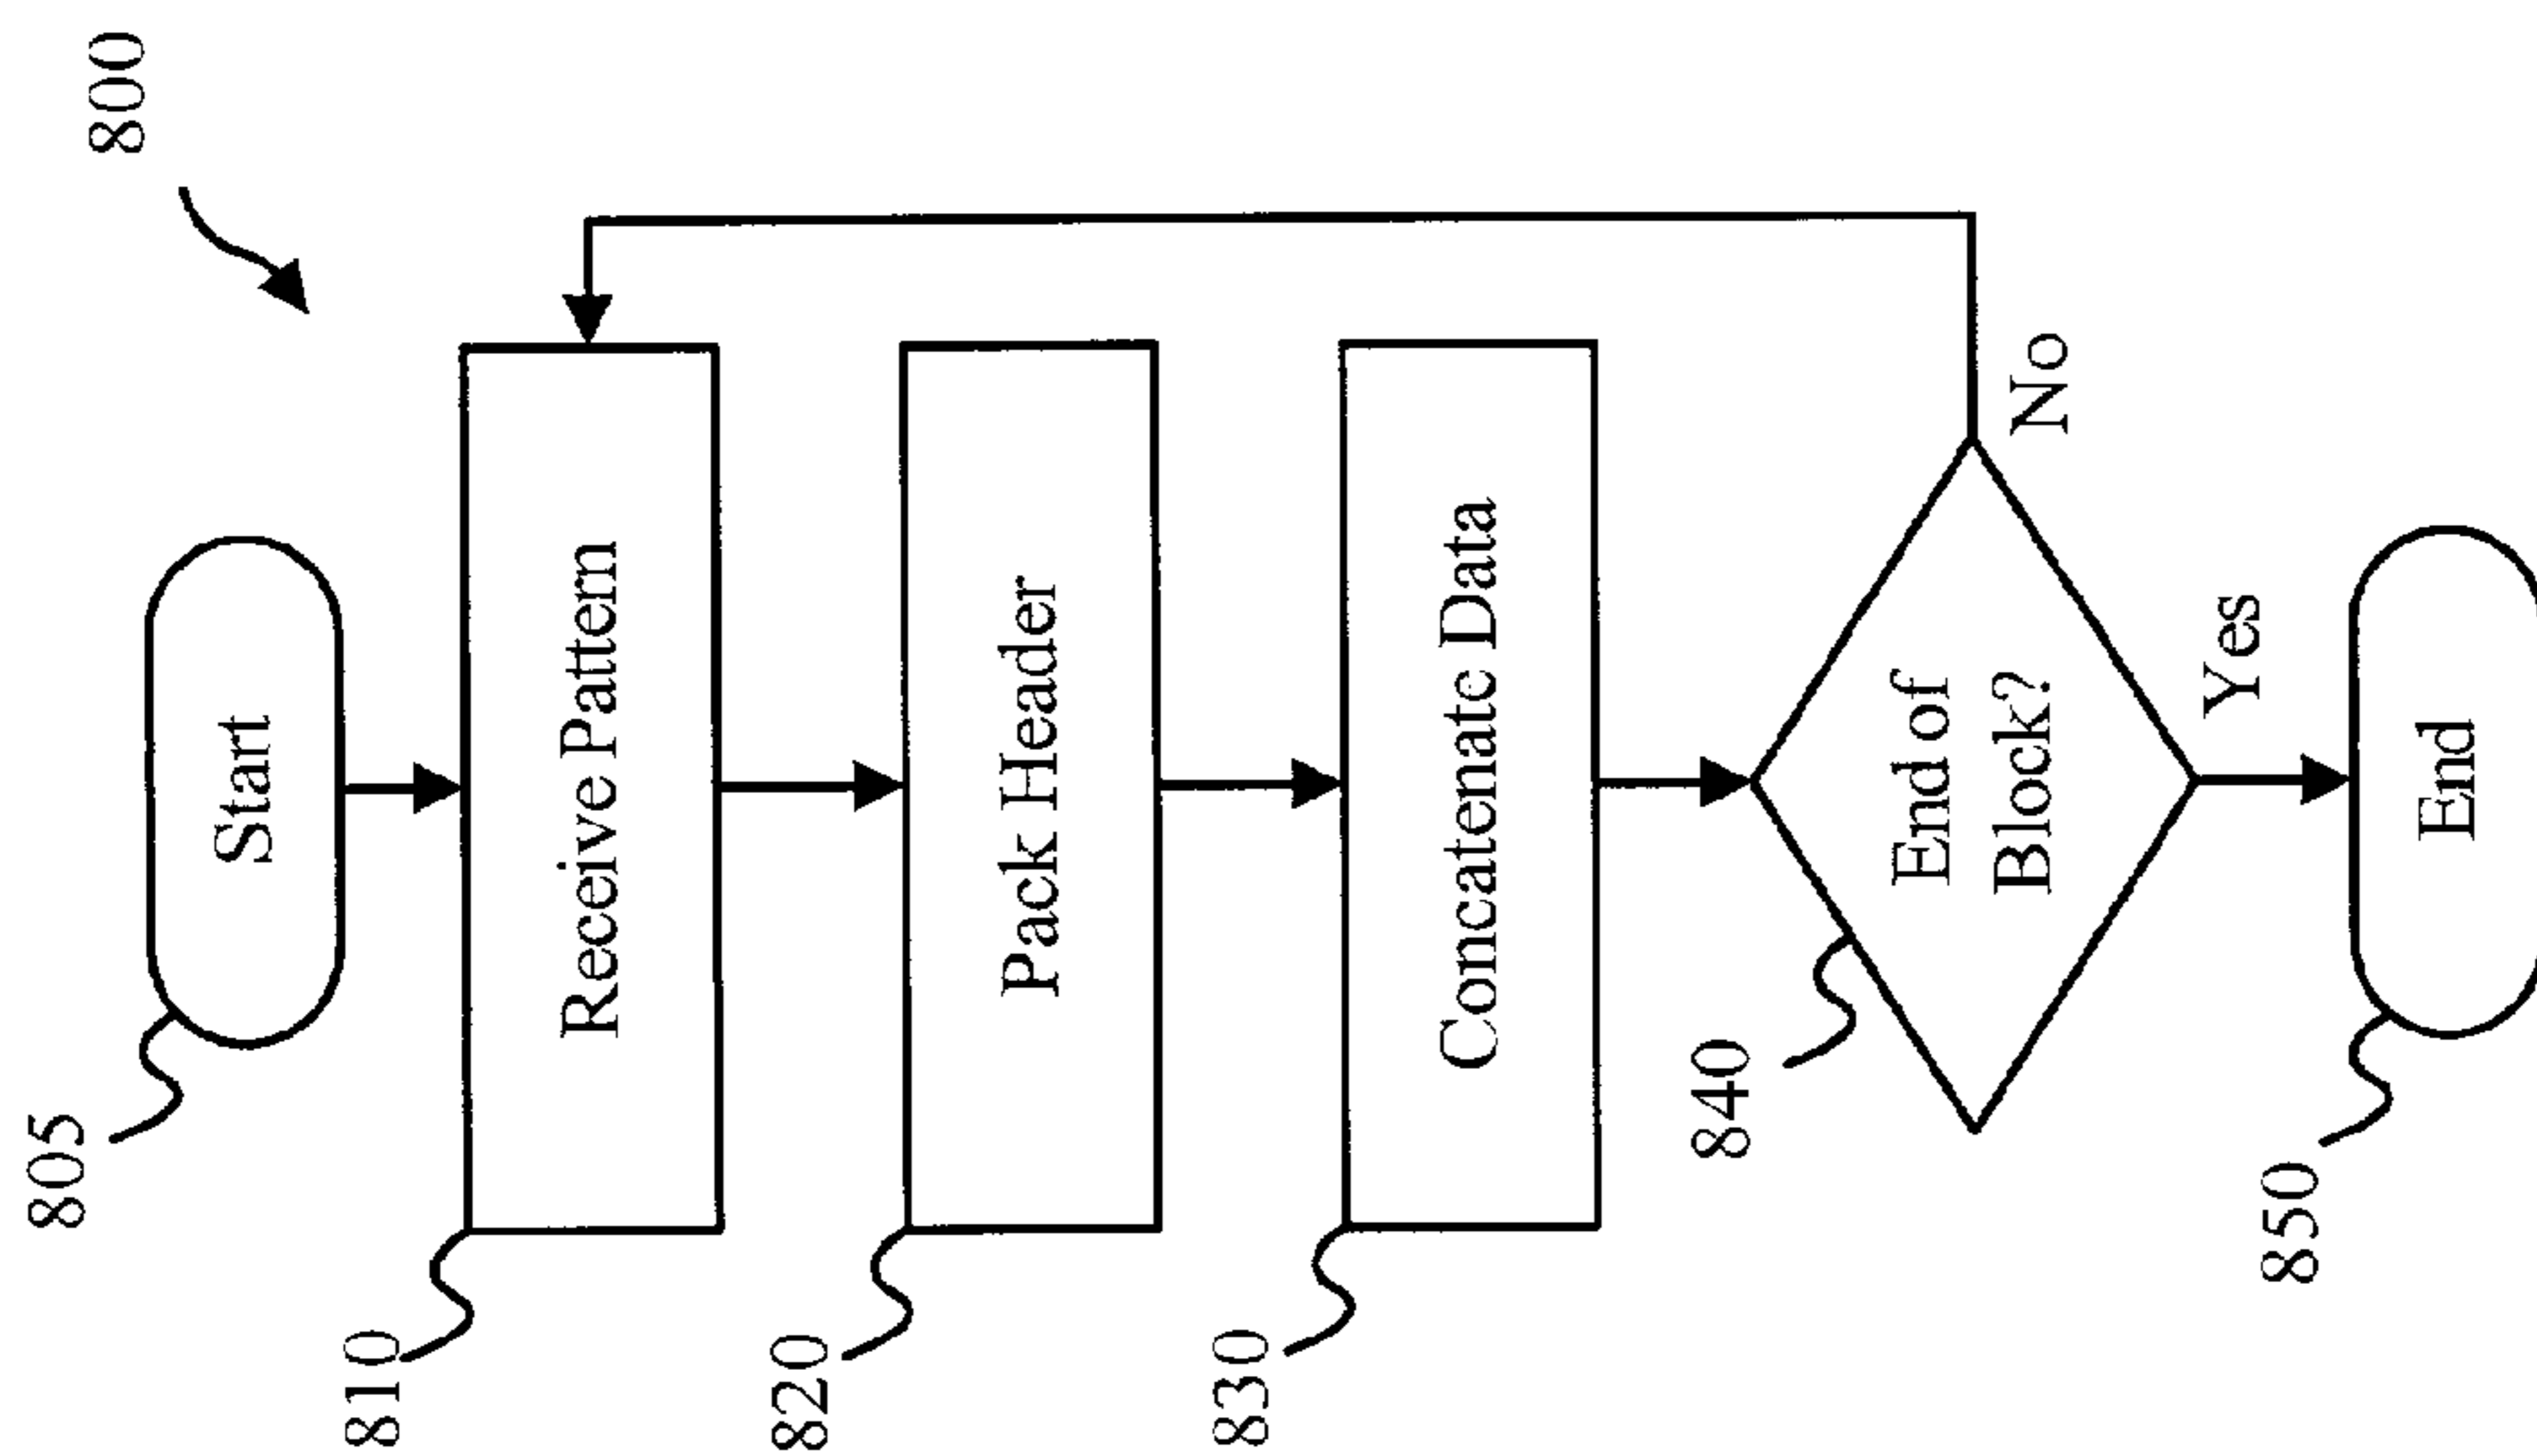 800
805
Start
810
Receive Pattern
820
Pack Header
830
Concatenate Data
840
End of
Block?
No
Yes
850
End